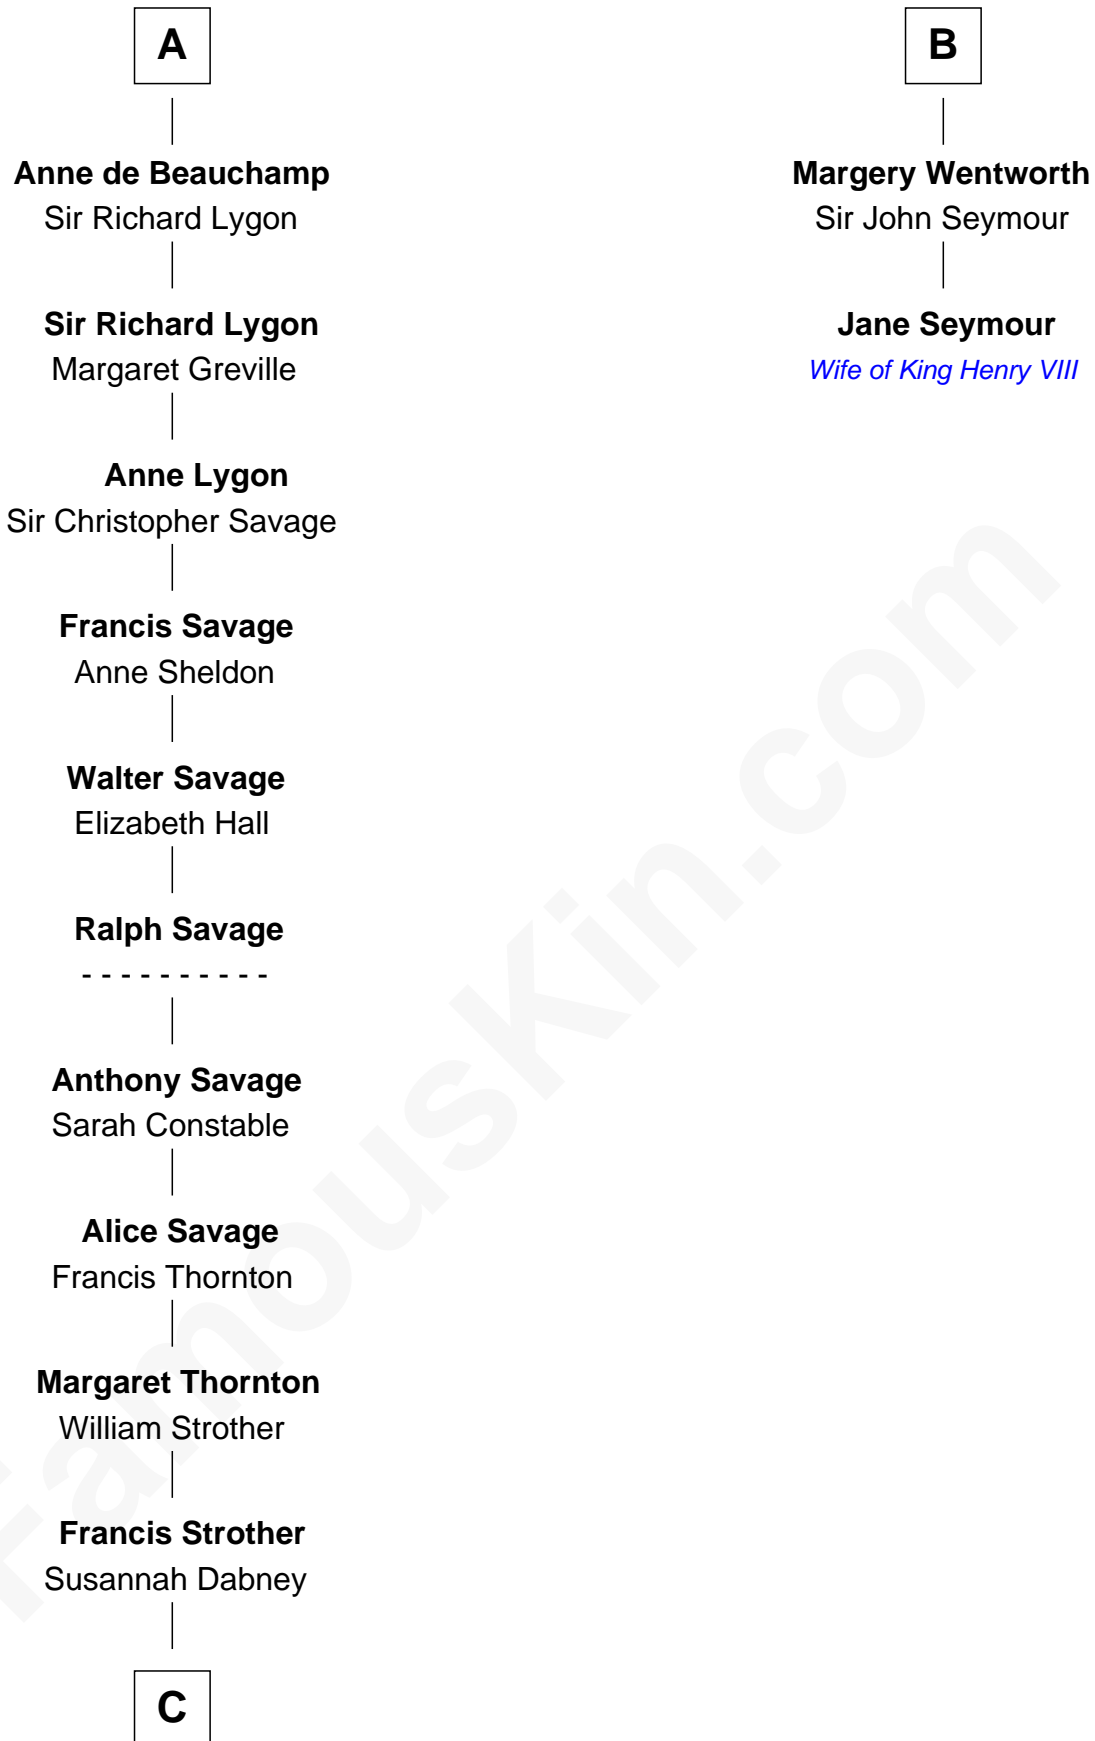 A
Anne de Beauchamp
Sir Richard Lygon
Sir Richard Lygon
Margaret Greville
Anne Lygon
Sir Christopher Savage
Francis Savage
Anne Sheldon
Walter Savage
Elizabeth Hall
Ralph Savage
- - - - - - - - - -
Anthony Savage
Sarah Constable
Alice Savage
Francis Thornton
Margaret Thornton
William Strother
Francis Strother
Susannah Dabney
C
B
Margery Wentworth
Sir John Seymour
Jane Seymour
Wife of King Henry VIII
FamousKin.com